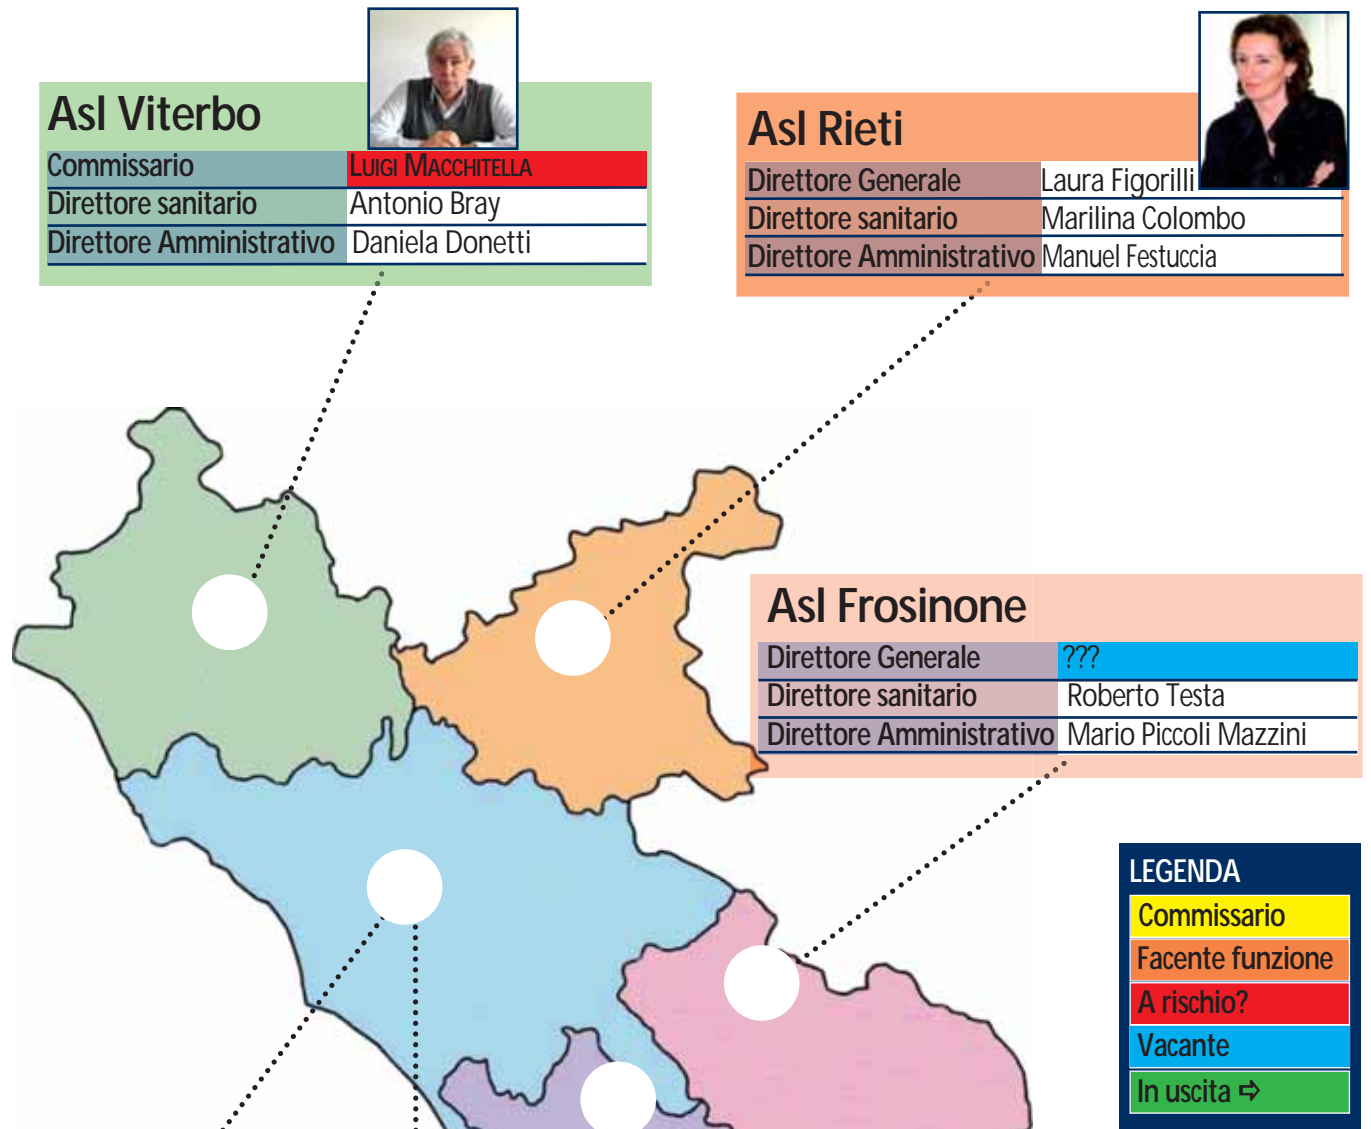 Asl Viterbo
Commissario LUIGI MACCHITELLA
Direttore sanitario Antonio Bray
Direttore Amministrativo Daniela Donetti
Asl Rieti
Direttore Generale Laura Figorilli
Direttore sanitario Marilina Colombo
Direttore Amministrativo Manuel Festuccia
Asl Frosinone
Direttore Generale ???
Direttore sanitario Roberto Testa
Direttore Amministrativo Mario Piccoli Mazzini
LEGENDA
Commissario
Facente funzione
A rischio?
Vacante
In uscita ⇨